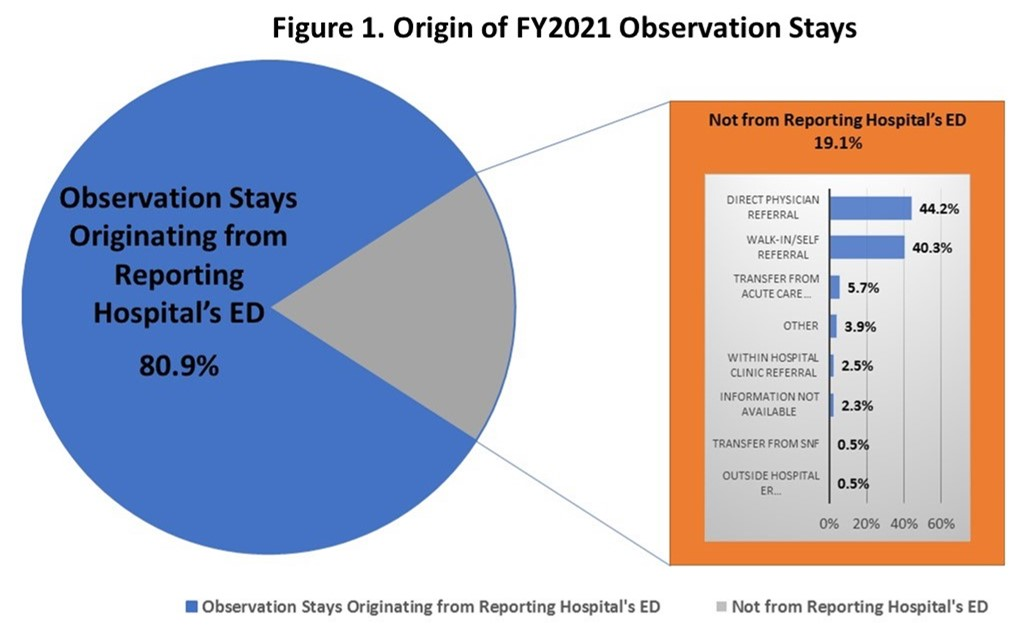 Figure 1. Origin of FY2021 Observation Stays
Observation Stays
Originating from
Reporting
Hospital’s ED
80.9%
Not from Reporting Hospital’s ED
19.1%
DIRECT PHYSICIAN
REFERRAL
44.2%
WALK-IN/SELF
REFERRAL
40.3%
TRANSFER FROM
ACUTE CARE...
5.7%
OTHER
3.9%
WITHIN HOSPITAL
CLINIC REFERRAL
2.5%
INFORMATION NOT
AVAILABLE
2.3%
TRANSFER FROM SNF
0.5%
OUTSIDE HOSPITAL
ER...
0.5%
0% 20% 40% 60%
Observation Stays Originating from Reporting Hospital's ED
Not from Reporting Hospital's ED